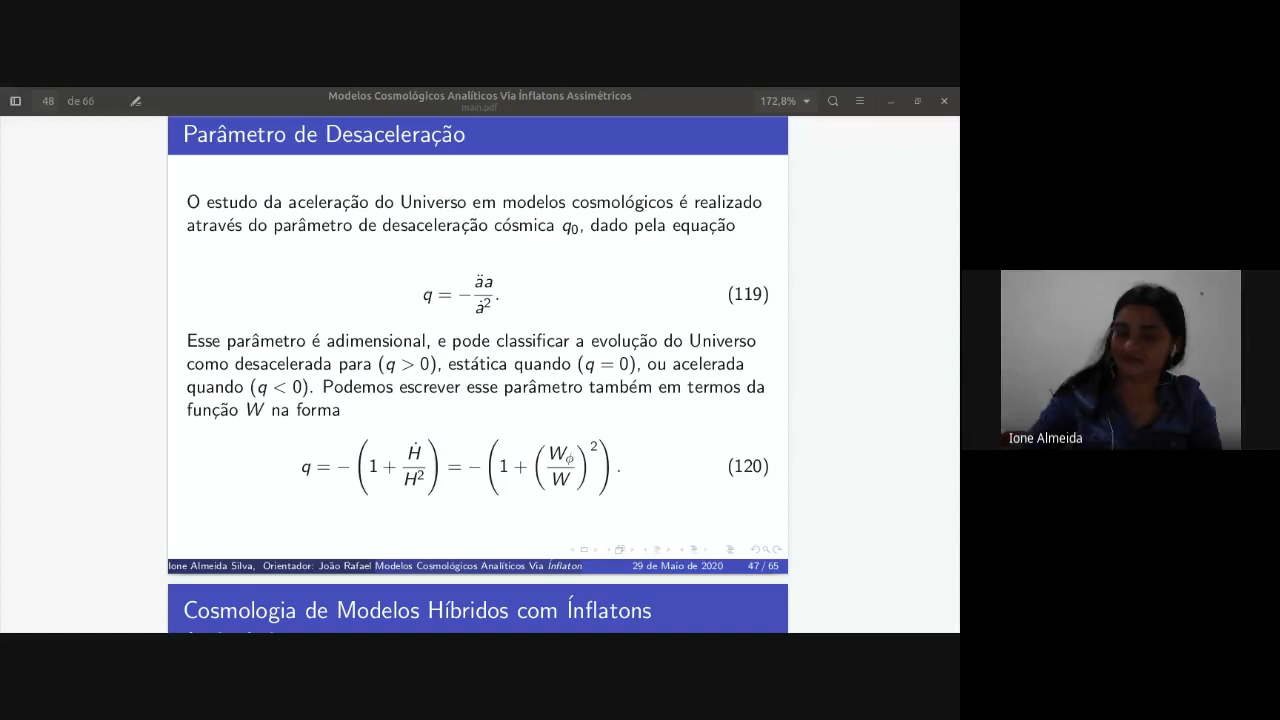 48 de 66
Modelos Cosmológicos Analíticos Via Ínflatons Assimétricos
main.pdf
172,8%
Parâmetro de Desaceleração
O estudo da aceleração do Universo em modelos cosmológicos é realizado
através do parâmetro de desaceleração cósmica q₀, dado pela equação
q = − äa / ȧ² . (119)
Esse parâmetro é adimensional, e pode classificar a evolução do Universo
como desacelerada para (q > 0), estática quando (q = 0), ou acelerada
quando (q < 0). Podemos escrever esse parâmetro também em termos da
função W na forma
q = − (1 + Ḣ / H²) = − (1 + (W_ϕ / W)²) . (120)
Ione Almeida Silva, Orientador: João Rafael Modelos Cosmológicos Analíticos Via Ínflaton 29 de Maio de 2020 47 / 65
Cosmologia de Modelos Híbridos com Ínflatons
Ione Almeida